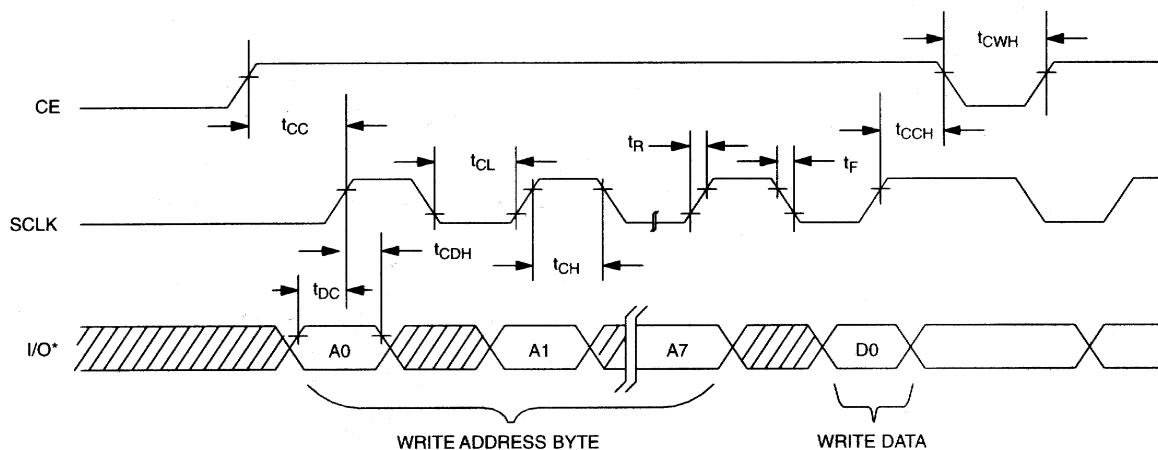 tCWH
CE
tCC
tCCH
tR
tF
tCL
SCLK
tCDH
tCH
tDC
I/O*
A0
A1
A7
D0
WRITE ADDRESS BYTE
WRITE DATA